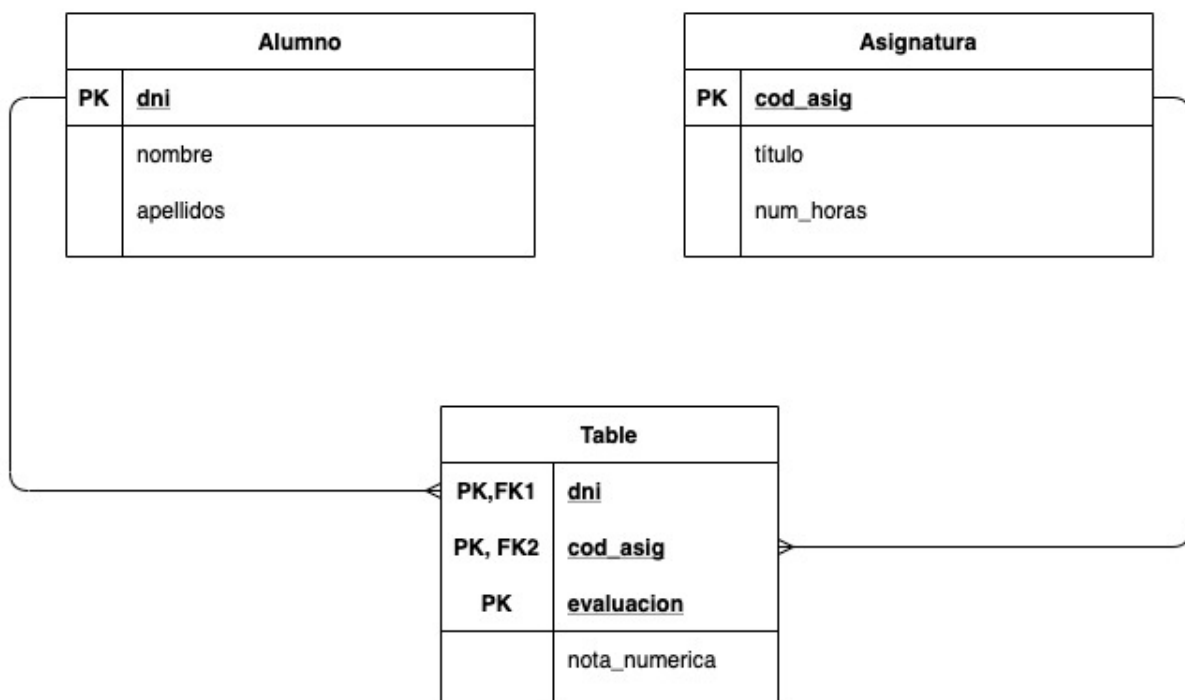 Alumno
PK dni
nombre
apellidos
Asignatura
PK cod_asig
título
num_horas
Table
PK,FK1 dni
PK, FK2 cod_asig
PK evaluacion
nota_numerica